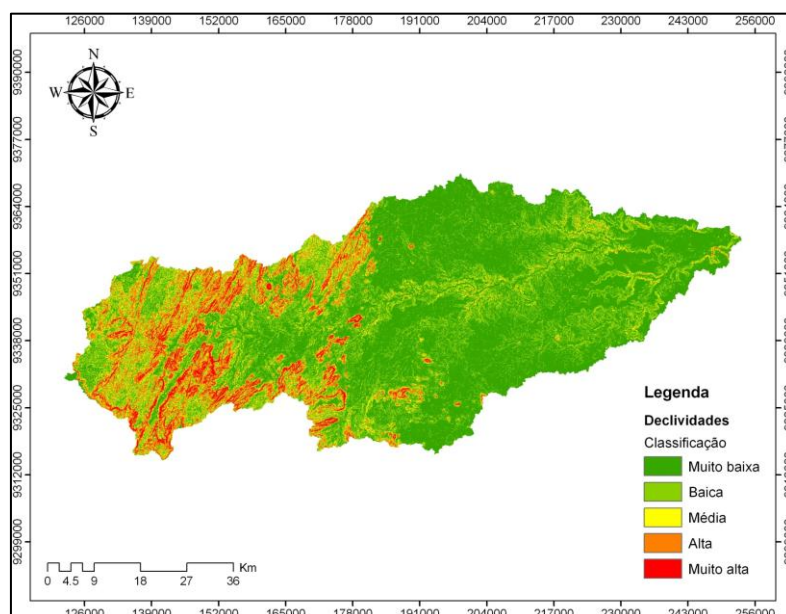 126000 139000 152000 165000 178000 191000 204000 217000 230000 243000 256000
9390000
9377000
9364000
9351000
9338000
9325000
9312000
9299000
N
W E
S
Legenda
Declividades
Classificação
Muito baixa
Baica
Média
Alta
Muito alta
Km
0 4.5 9 18 27 36
126000 139000 152000 165000 178000 191000 204000 217000 230000 243000 256000